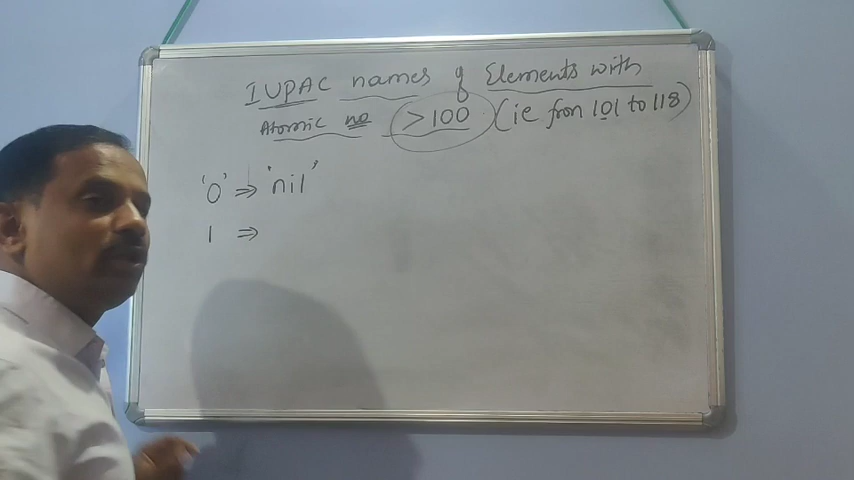 IUPAC names of Elements with
Atomic no >100 (ie from 101 to 118)
'0' ⇒ 'nil'
1 ⇒